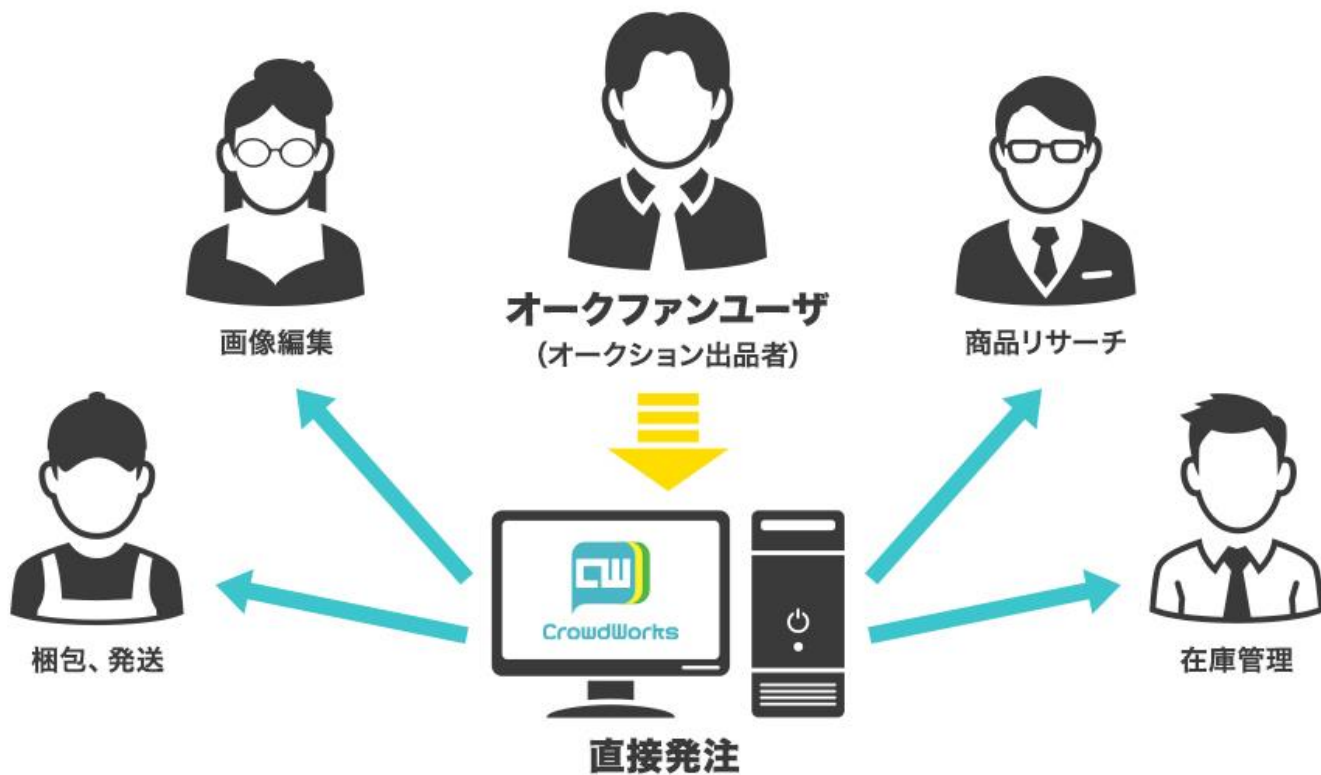 オークファンユーザ
(オークション出品者)
画像編集
商品リサーチ
梱包、発送
在庫管理
CW
CrowdWorks
直接発注